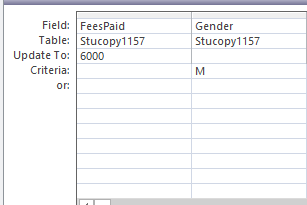 Field: FeesPaid Gender
Table: Stucopy1157 Stucopy1157
Update To: 6000
Criteria: M
or: